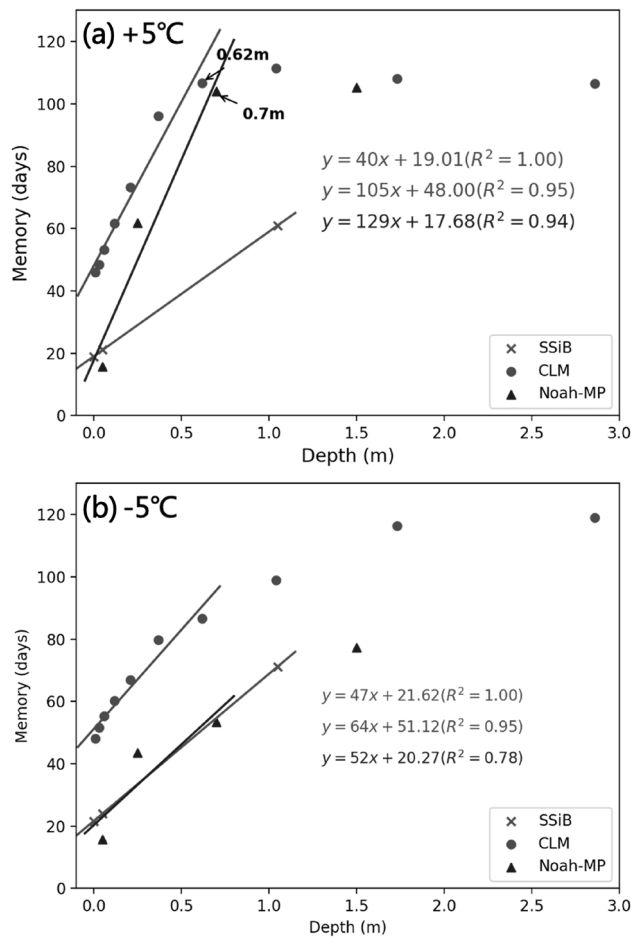 (a) +5℃
120
100
80
60
40
20
0
0.62m
0.7m
y = 40x + 19.01(R² = 1.00)
y = 105x + 48.00(R² = 0.95)
y = 129x + 17.68(R² = 0.94)
SSiB
CLM
Noah-MP
0.0 0.5 1.0 1.5 2.0 2.5 3.0
Depth (m)
Memory (days)
(b) -5℃
120
100
80
60
40
20
0
y = 47x + 21.62(R² = 1.00)
y = 64x + 51.12(R² = 0.95)
y = 52x + 20.27(R² = 0.78)
SSiB
CLM
Noah-MP
0.0 0.5 1.0 1.5 2.0 2.5 3.0
Depth (m)
Memory (days)